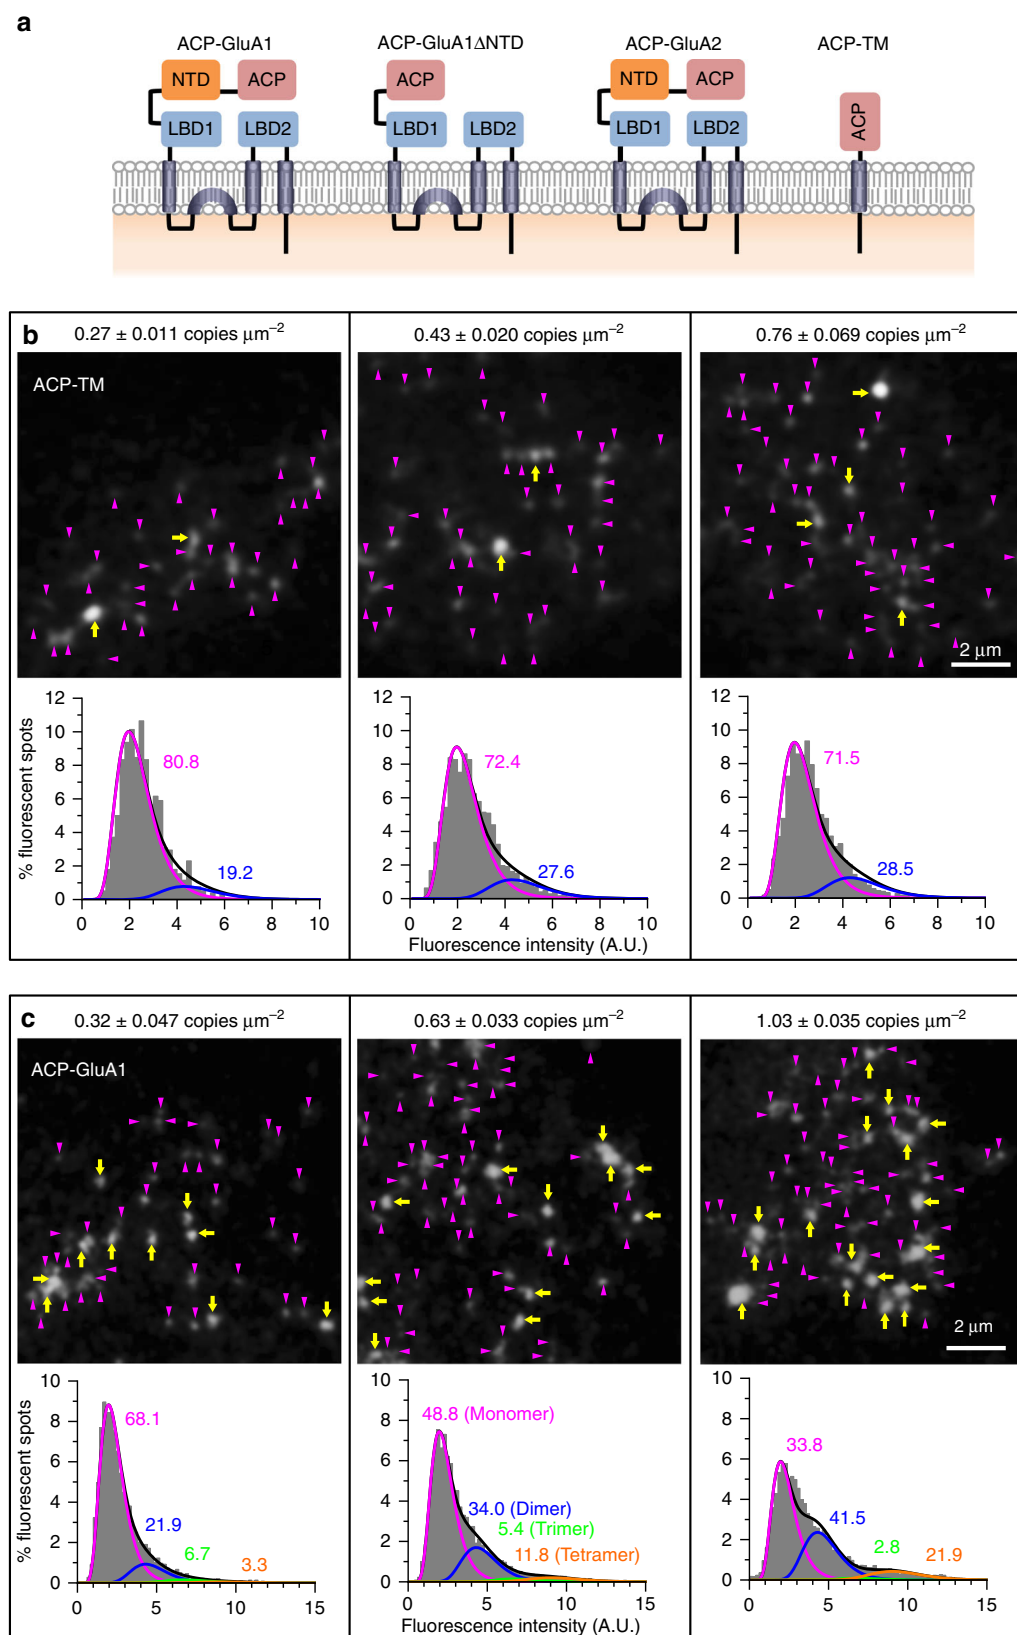 a
ACP-GluA1
ACP-GluA1ΔNTD
ACP-GluA2
ACP-TM
NTD
ACP
ACP
NTD
ACP
ACP
LBD1
LBD2
LBD1
LBD2
LBD1
LBD2
b
0.27 ± 0.011 copies μm⁻²
0.43 ± 0.020 copies μm⁻²
0.76 ± 0.069 copies μm⁻²
ACP-TM
2 μm
% fluorescent spots
12
10
8
6
4
2
0
80.8
19.2
0 2 4 6 8 10
12
10
8
6
4
2
0
72.4
27.6
0 2 4 6 8 10
Fluorescence intensity (A.U.)
12
10
8
6
4
2
0
71.5
28.5
0 2 4 6 8 10
c
0.32 ± 0.047 copies μm⁻²
0.63 ± 0.033 copies μm⁻²
1.03 ± 0.035 copies μm⁻²
ACP-GluA1
2 μm
% fluorescent spots
10
8
6
4
2
0
68.1
21.9
6.7
3.3
0 5 10 15
10
8
6
4
2
0
48.8 (Monomer)
34.0 (Dimer)
5.4 (Trimer)
11.8 (Tetramer)
0 5 10 15
Fluorescence intensity (A.U.)
10
8
6
4
2
0
33.8
41.5
2.8
21.9
0 5 10 15